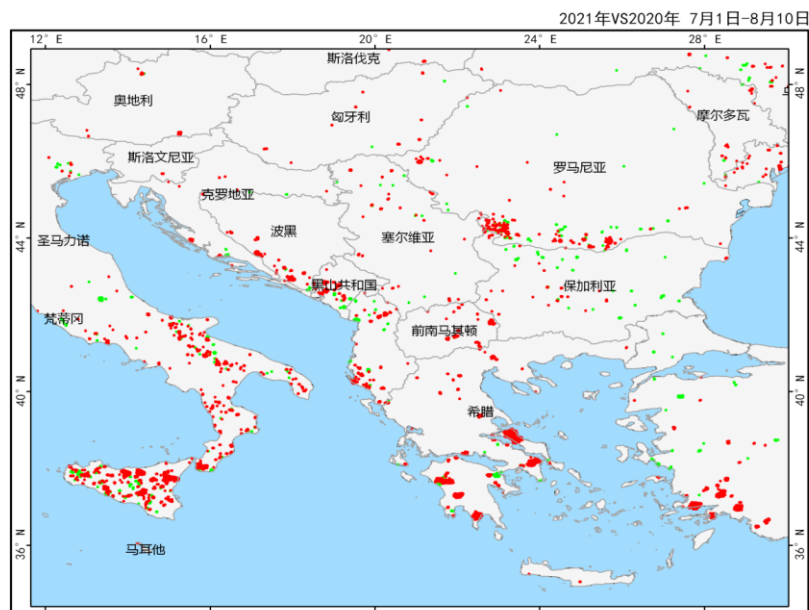 2021年VS2020年 7月1日-8月10日
12° E 16° E 20° E 24° E 28° E
斯洛伐克
48° N 48° N
奥地利
匈牙利
摩尔多瓦
斯洛文尼亚
罗马尼亚
克罗地亚
波黑
塞尔维亚
44° N 44° N
圣马力诺
黑山共和国
保加利亚
梵蒂冈
前南马其顿
40° N 40° N
希腊
36° N 36° N
马耳他